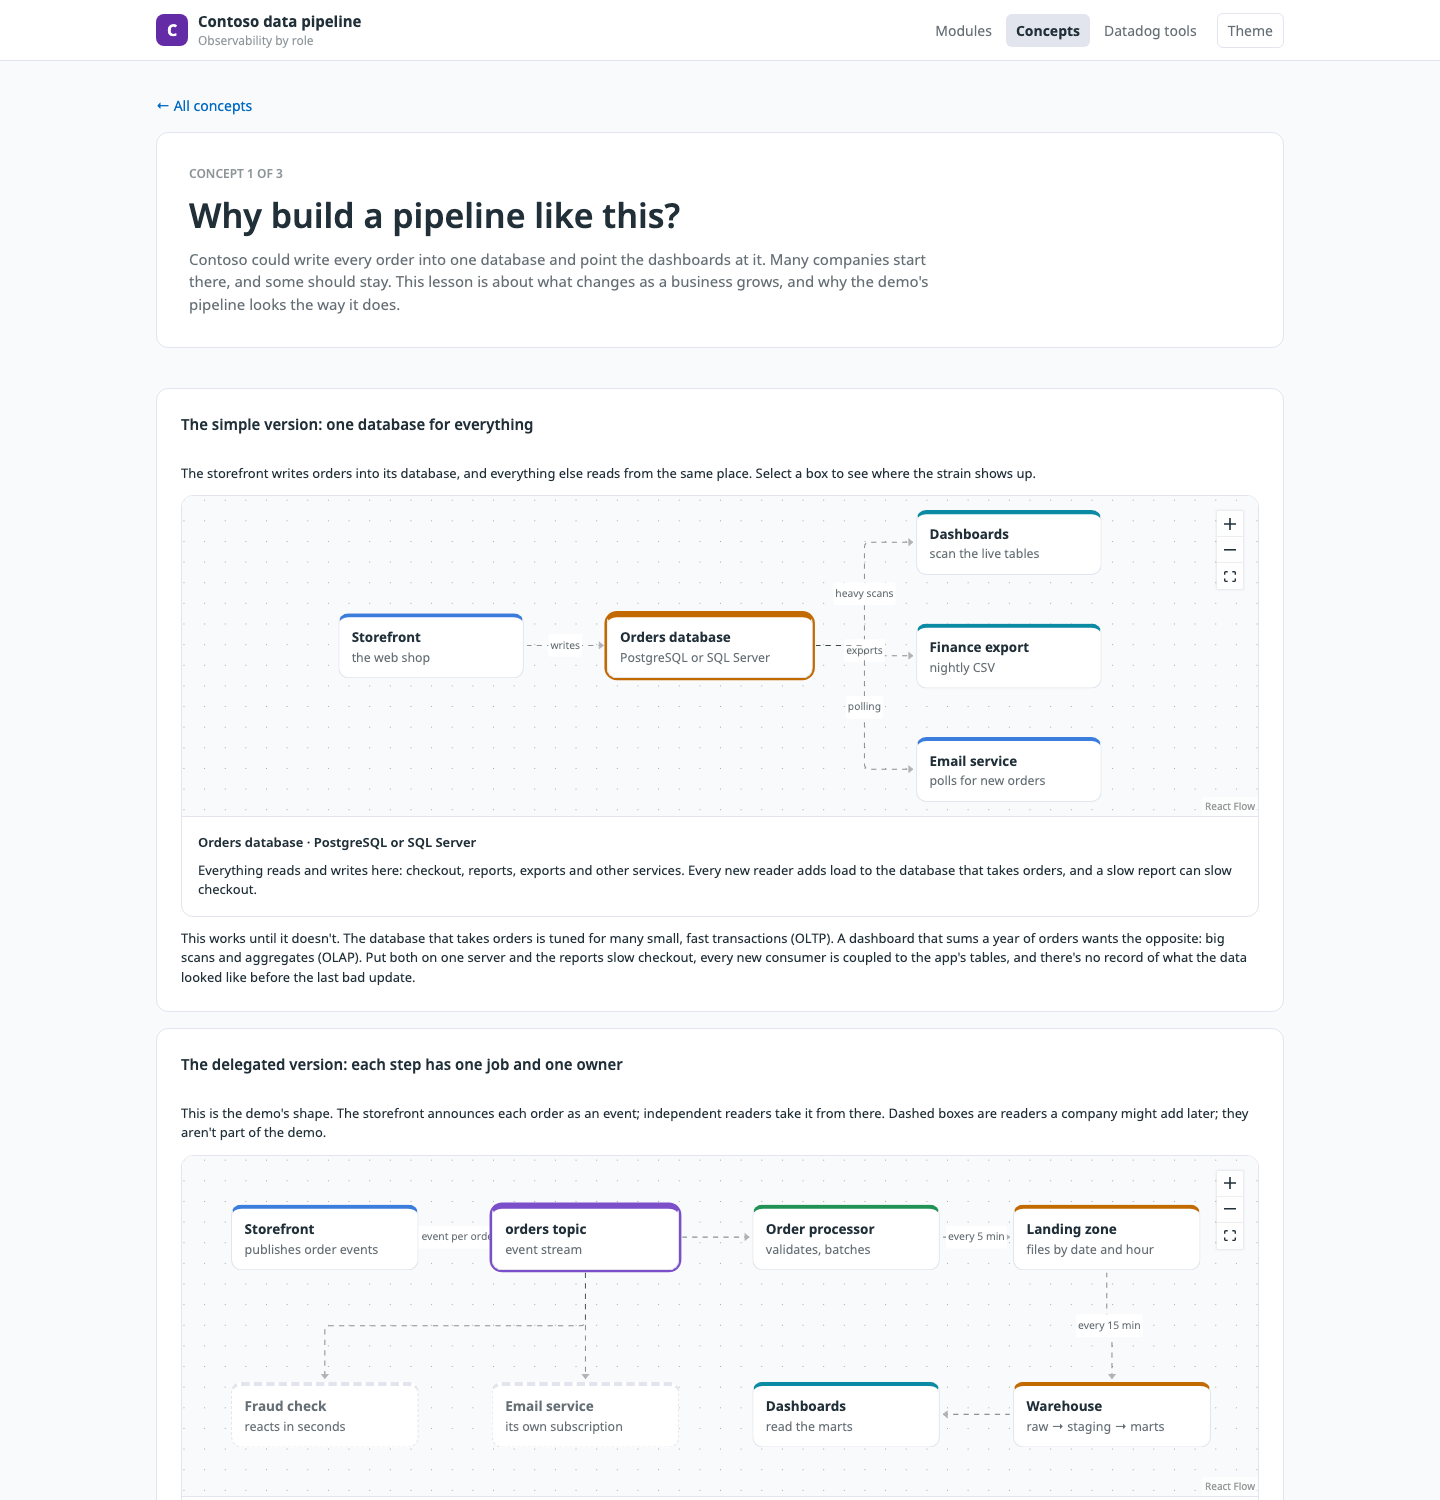 C
Contoso data pipeline
Observability by role
Modules
Concepts
Datadog tools
Theme
← All concepts
CONCEPT 1 OF 3
Why build a pipeline like this?
Contoso could write every order into one database and point the dashboards at it. Many companies start
there, and some should stay. This lesson is about what changes as a business grows, and why the demo's
pipeline looks the way it does.
The simple version: one database for everything
The storefront writes orders into its database, and everything else reads from the same place. Select a box to see where the strain shows up.
Storefront
the web shop
writes
Orders database
PostgreSQL or SQL Server
heavy scans
exports
polling
Dashboards
scan the live tables
Finance export
nightly CSV
Email service
polls for new orders
React Flow
Orders database · PostgreSQL or SQL Server
Everything reads and writes here: checkout, reports, exports and other services. Every new reader adds load to the database that takes orders, and a slow report can slow
checkout.
This works until it doesn't. The database that takes orders is tuned for many small, fast transactions (OLTP). A dashboard that sums a year of orders wants the opposite: big
scans and aggregates (OLAP). Put both on one server and the reports slow checkout, every new consumer is coupled to the app's tables, and there's no record of what the data
looked like before the last bad update.
The delegated version: each step has one job and one owner
This is the demo's shape. The storefront announces each order as an event; independent readers take it from there. Dashed boxes are readers a company might add later; they
aren't part of the demo.
Storefront
publishes order events
event per orde
orders topic
event stream
Order processor
validates, batches
every 5 min
Landing zone
files by date and hour
every 15 min
Fraud check
reacts in seconds
Email service
its own subscription
Dashboards
read the marts
Warehouse
raw → staging → marts
React Flow